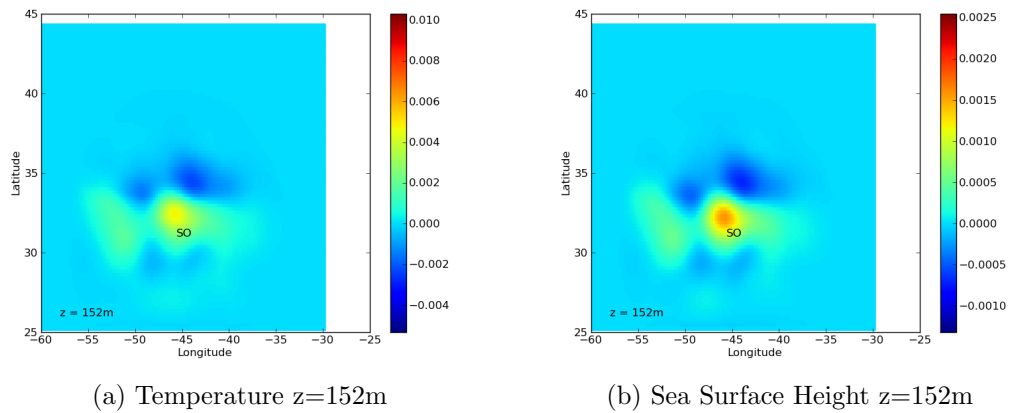 45
40
35
30
25
Latitude
−60 −55 −50 −45 −40 −35 −30 −25
Longitude
SO
z = 152m
0.010
0.008
0.006
0.004
0.002
0.000
−0.002
−0.004
45
40
35
30
25
Latitude
−60 −55 −50 −45 −40 −35 −30 −25
Longitude
SO
z = 152m
0.0025
0.0020
0.0015
0.0010
0.0005
0.0000
−0.0005
−0.0010
(a) Temperature z=152m
(b) Sea Surface Height z=152m